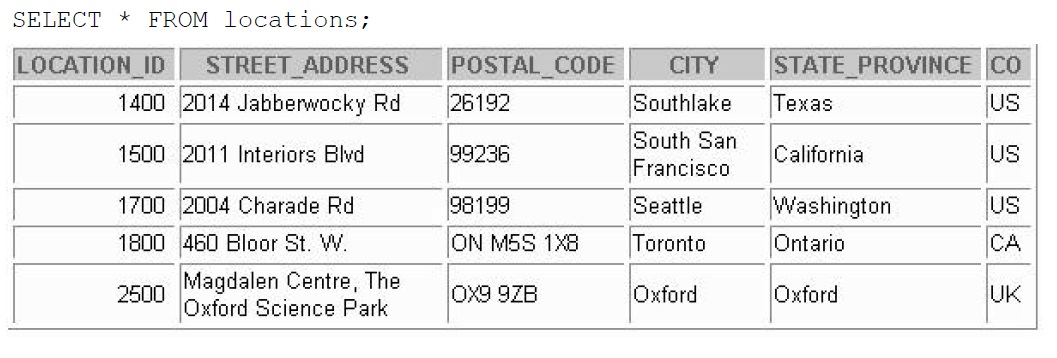 SELECT * FROM locations;
LOCATION_ID STREET_ADDRESS POSTAL_CODE CITY STATE_PROVINCE CO
1400 2014 Jabberwocky Rd 26192 Southlake Texas US
1500 2011 Interiors Blvd 99236 South San Francisco California US
1700 2004 Charade Rd 98199 Seattle Washington US
1800 460 Bloor St. W. ON M5S 1X8 Toronto Ontario CA
2500 Magdalen Centre, The Oxford Science Park OX9 9ZB Oxford Oxford UK